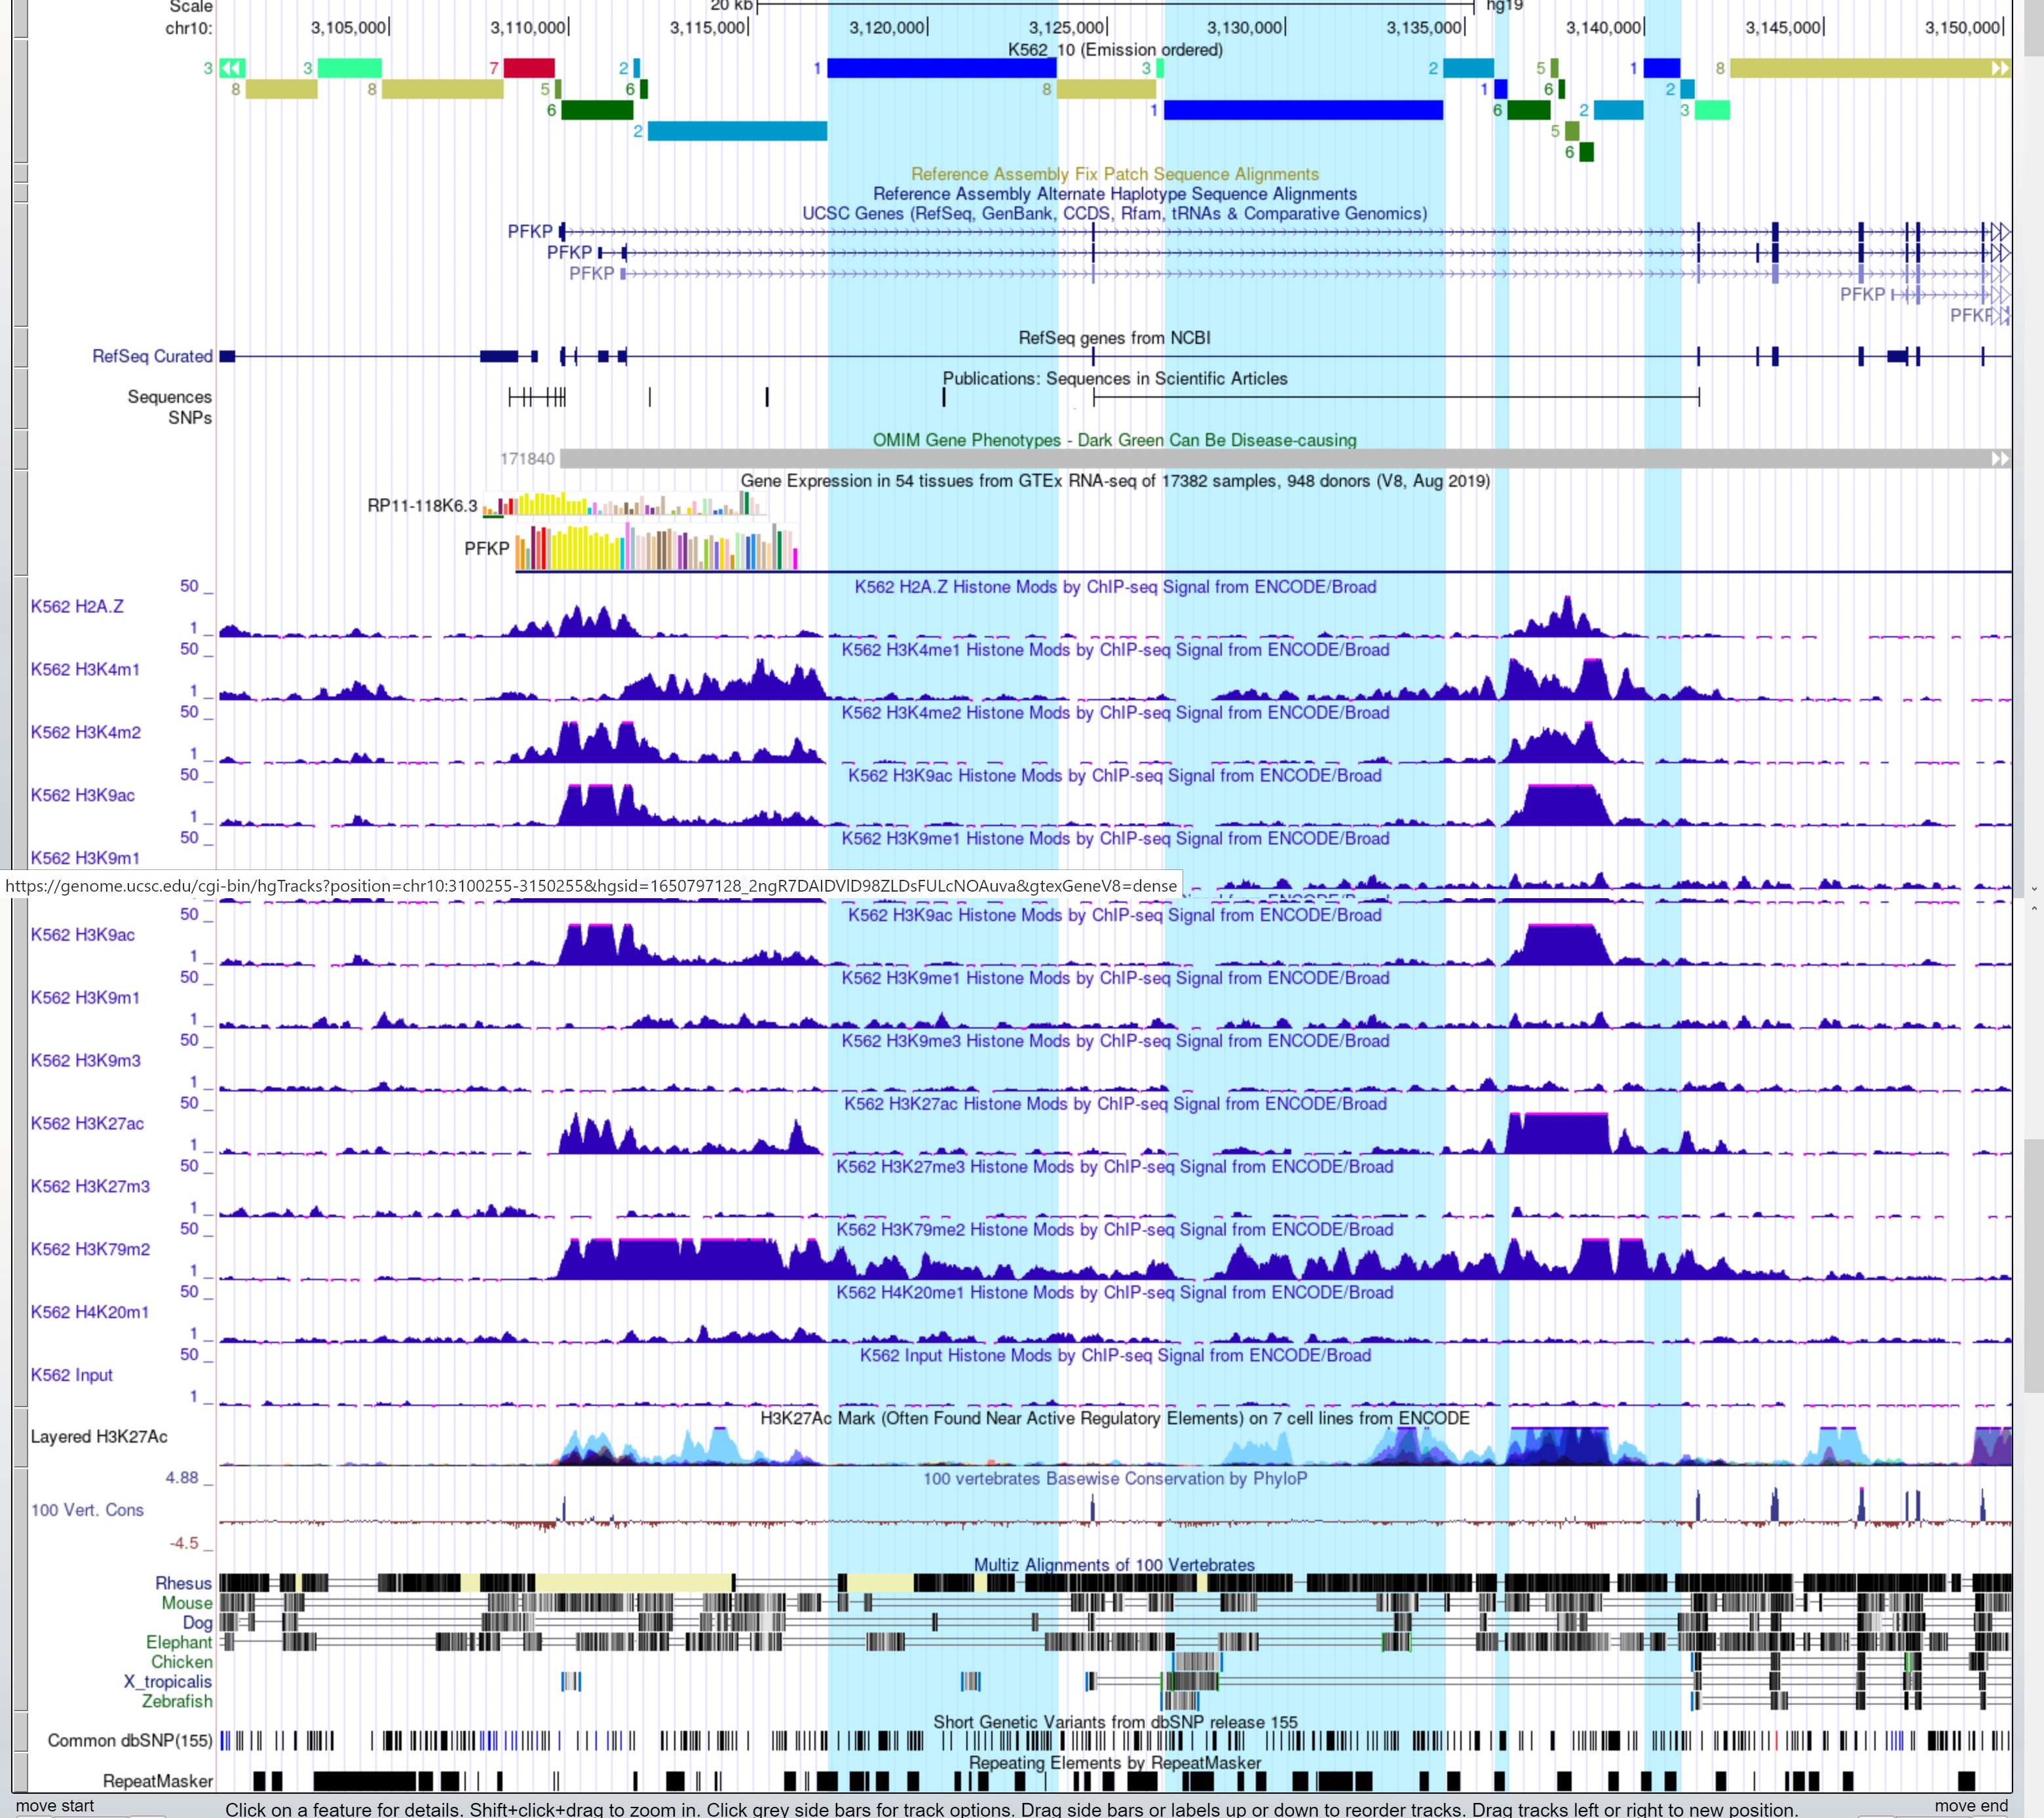 Scale 20 kb hg19
chr10: 3,105,000 3,110,000 3,115,000 3,120,000 3,125,000 3,130,000 3,135,000 3,140,000 3,145,000 3,150,000
K562_10 (Emission ordered)
3 3 7 2 1 3 2 5 1 8
8 8 5 6 8 1 6 2
6 1 6 2 3
2 5
6
Reference Assembly Fix Patch Sequence Alignments
Reference Assembly Alternate Haplotype Sequence Alignments
UCSC Genes (RefSeq, GenBank, CCDS, Rfam, tRNAs & Comparative Genomics)
PFKP
PFKP
PFKP
PFKP
PFKP
RefSeq genes from NCBI
RefSeq Curated
Publications: Sequences in Scientific Articles
Sequences
SNPs
OMIM Gene Phenotypes - Dark Green Can Be Disease-causing
171840
Gene Expression in 54 tissues from GTEx RNA-seq of 17382 samples, 948 donors (V8, Aug 2019)
RP11-118K6.3
PFKP
50 _ K562 H2A.Z Histone Mods by ChIP-seq Signal from ENCODE/Broad
K562 H2A.Z
1 _
50 _ K562 H3K4me1 Histone Mods by ChIP-seq Signal from ENCODE/Broad
K562 H3K4m1
1 _
50 _ K562 H3K4me2 Histone Mods by ChIP-seq Signal from ENCODE/Broad
K562 H3K4m2
1 _
50 _ K562 H3K9ac Histone Mods by ChIP-seq Signal from ENCODE/Broad
K562 H3K9ac
1 _
50 _ K562 H3K9me1 Histone Mods by ChIP-seq Signal from ENCODE/Broad
K562 H3K9m1
https://genome.ucsc.edu/cgi-bin/hgTracks?position=chr10:3100255-3150255&hgsid=1650797128_2ngR7DAIDVlD98ZLDsFULcNOAuva&gtexGeneV8=dense
50 _ K562 H3K9ac Histone Mods by ChIP-seq Signal from ENCODE/Broad
K562 H3K9ac
1 _
50 _ K562 H3K9me1 Histone Mods by ChIP-seq Signal from ENCODE/Broad
K562 H3K9m1
1 _
50 _ K562 H3K9me3 Histone Mods by ChIP-seq Signal from ENCODE/Broad
K562 H3K9m3
1 _
50 _ K562 H3K27ac Histone Mods by ChIP-seq Signal from ENCODE/Broad
K562 H3K27ac
1 _
50 _ K562 H3K27me3 Histone Mods by ChIP-seq Signal from ENCODE/Broad
K562 H3K27m3
1 _
50 _ K562 H3K79me2 Histone Mods by ChIP-seq Signal from ENCODE/Broad
K562 H3K79m2
1 _
50 _ K562 H4K20me1 Histone Mods by ChIP-seq Signal from ENCODE/Broad
K562 H4K20m1
1 _
50 _ K562 Input Histone Mods by ChIP-seq Signal from ENCODE/Broad
K562 Input
1 _
H3K27Ac Mark (Often Found Near Active Regulatory Elements) on 7 cell lines from ENCODE
Layered H3K27Ac
4.88 _ 100 vertebrates Basewise Conservation by PhyloP
100 Vert. Cons
-4.5 _
Multiz Alignments of 100 Vertebrates
Rhesus
Mouse
Dog
Elephant
Chicken
X_tropicalis
Zebrafish
Short Genetic Variants from dbSNP release 155
Common dbSNP(155)
Repeating Elements by RepeatMasker
RepeatMasker
move start Click on a feature for details. Shift+click+drag to zoom in. Click grey side bars for track options. Drag side bars or labels up or down to reorder tracks. Drag tracks left or right to new position. move end